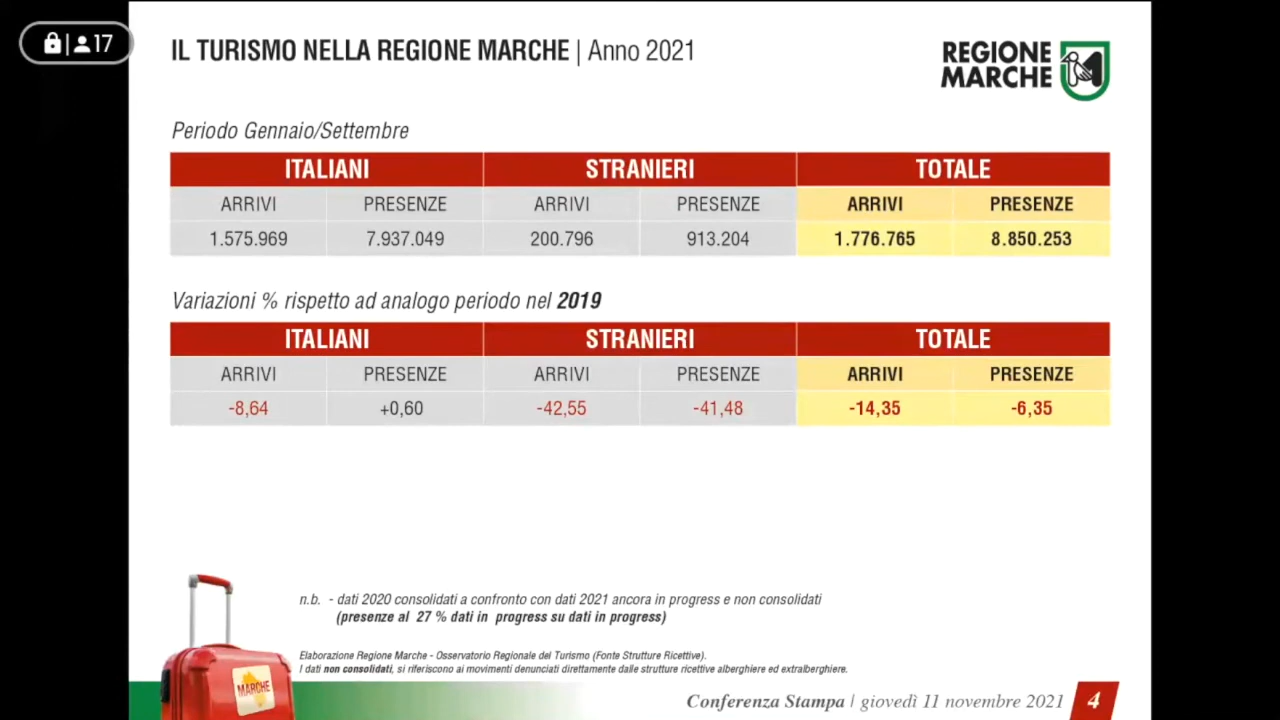 17
IL TURISMO NELLA REGIONE MARCHE | Anno 2021
REGIONE
MARCHE
Periodo Gennaio/Settembre
ITALIANI STRANIERI TOTALE
ARRIVI PRESENZE ARRIVI PRESENZE ARRIVI PRESENZE
1.575.969 7.937.049 200.796 913.204 1.776.765 8.850.253
Variazioni % rispetto ad analogo periodo nel 2019
ITALIANI STRANIERI TOTALE
ARRIVI PRESENZE ARRIVI PRESENZE ARRIVI PRESENZE
-8,64 +0,60 -42,55 -41,48 -14,35 -6,35
n.b. - dati 2020 consolidati a confronto con dati 2021 ancora in progress e non consolidati
(presenze al 27 % dati in progress su dati in progress)
Elaborazione Regione Marche - Osservatorio Regionale del Turismo (Fonte Strutture Ricettive).
I dati non consolidati, si riferiscono ai movimenti denunciati direttamente dalle strutture ricettive alberghiere ed extralberghiere.
MARCHE
Conferenza Stampa | giovedì 11 novembre 2021 4